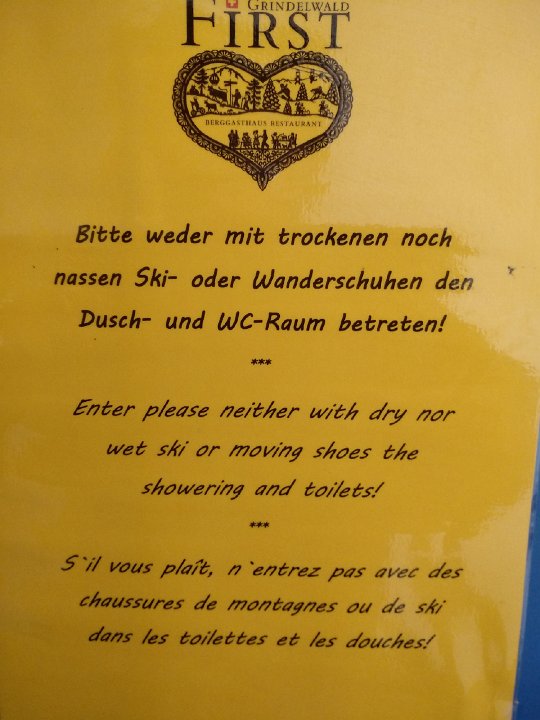 GRINDELWALD
FIRST
BERGGASTHAUS RESTAURANT
Bitte weder mit trockenen noch
nassen Ski- oder Wanderschuhen den
Dusch- und WC-Raum betreten!
***
Enter please neither with dry nor
wet ski or moving shoes the
showering and toilets!
***
S`il vous plaît, n`entrez pas avec des
chaussures de montagnes ou de ski
dans les toilettes et les douches!